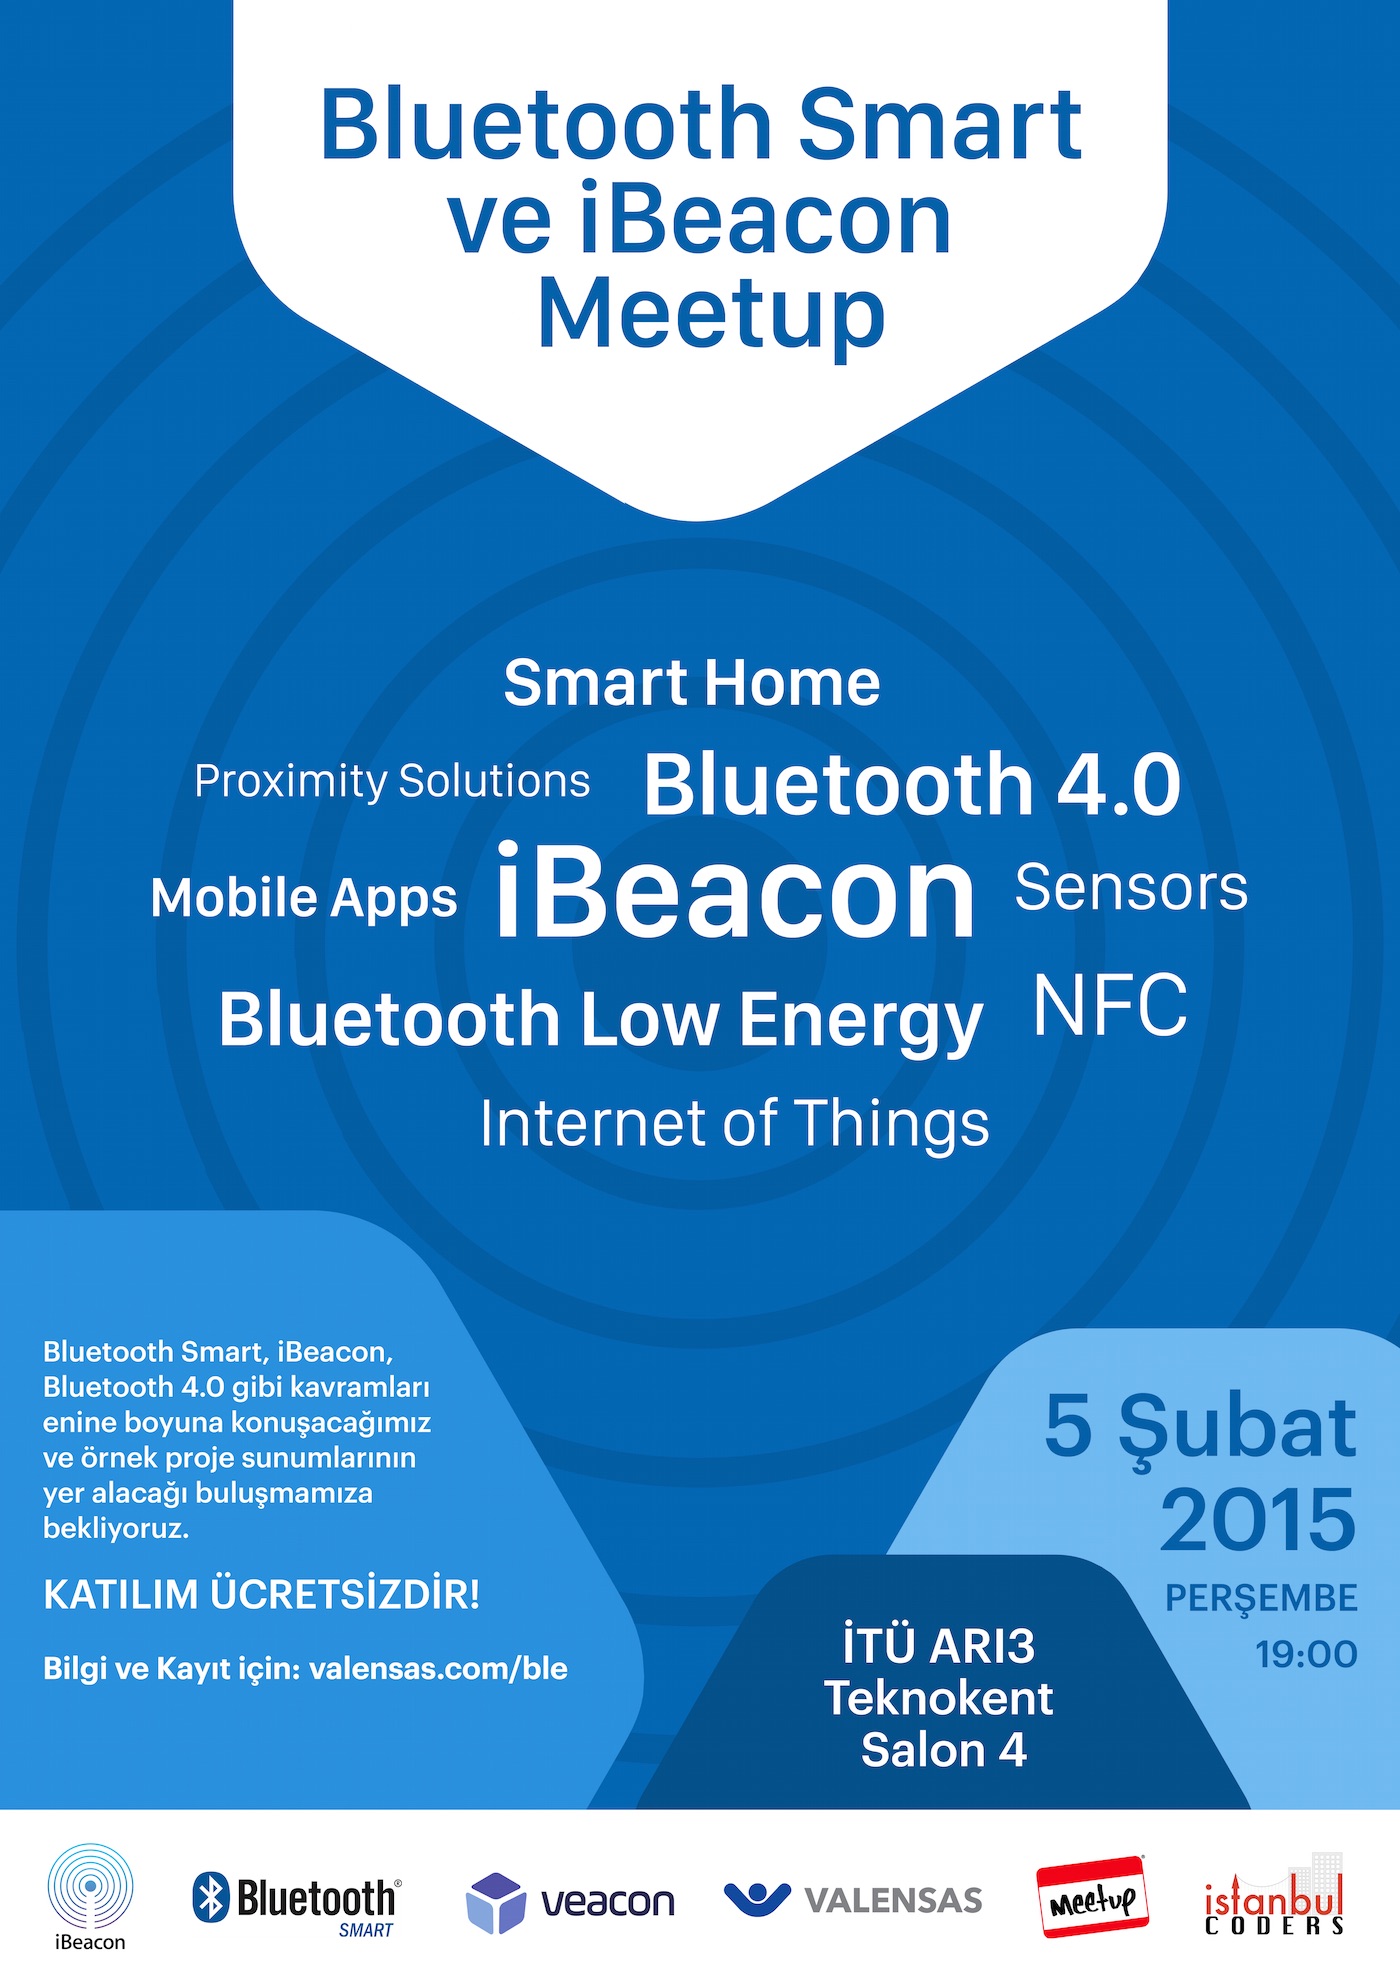 Bluetooth Smart
ve iBeacon
Meetup
Smart Home
Proximity Solutions Bluetooth 4.0
Mobile Apps iBeacon Sensors
Bluetooth Low Energy NFC
Internet of Things
Bluetooth Smart, iBeacon,
Bluetooth 4.0 gibi kavramları
enine boyuna konuşacağımız
ve örnek proje sunumlarının
yer alacağı buluşmamıza
bekliyoruz.
KATILIM ÜCRETSİZDİR!
Bilgi ve Kayıt için: valensas.com/ble
5 Şubat
2015
PERŞEMBE
19:00
İTÜ ARI3
Teknokent
Salon 4
iBeacon
Bluetooth®
SMART
veacon
VALENSAS
meetup
istanbul
CODERS